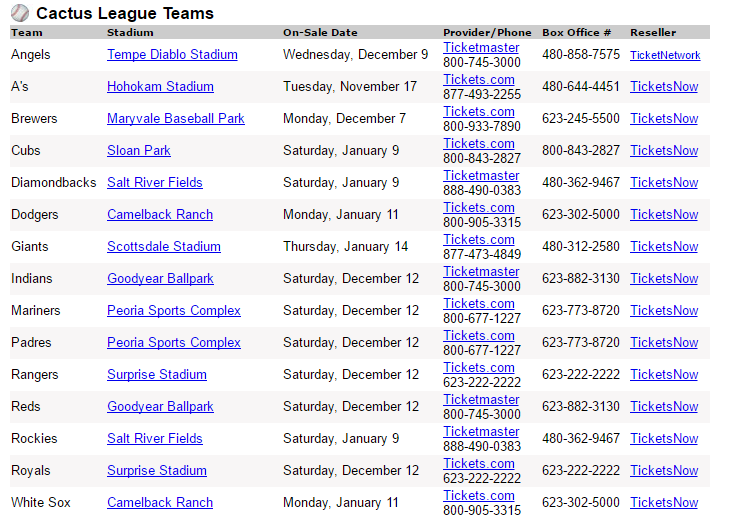 Cactus League Teams
Team Stadium On-Sale Date Provider/Phone Box Office # Reseller
Angels Tempe Diablo Stadium Wednesday, December 9 Ticketmaster 800-745-3000 480-858-7575 TicketNetwork
A's Hohokam Stadium Tuesday, November 17 Tickets.com 877-493-2255 480-644-4451 TicketsNow
Brewers Maryvale Baseball Park Monday, December 7 Tickets.com 800-933-7890 623-245-5500 TicketsNow
Cubs Sloan Park Saturday, January 9 Tickets.com 800-843-2827 800-843-2827 TicketsNow
Diamondbacks Salt River Fields Saturday, January 9 Ticketmaster 888-490-0383 480-362-9467 TicketsNow
Dodgers Camelback Ranch Monday, January 11 Tickets.com 800-905-3315 623-302-5000 TicketsNow
Giants Scottsdale Stadium Thursday, January 14 Tickets.com 877-473-4849 480-312-2580 TicketsNow
Indians Goodyear Ballpark Saturday, December 12 Ticketmaster 800-745-3000 623-882-3130 TicketsNow
Mariners Peoria Sports Complex Saturday, December 12 Tickets.com 800-677-1227 623-773-8720 TicketsNow
Padres Peoria Sports Complex Saturday, December 12 Tickets.com 800-677-1227 623-773-8720 TicketsNow
Rangers Surprise Stadium Saturday, December 12 Tickets.com 623-222-2222 623-222-2222 TicketsNow
Reds Goodyear Ballpark Saturday, December 12 Ticketmaster 800-745-3000 623-882-3130 TicketsNow
Rockies Salt River Fields Saturday, January 9 Ticketmaster 888-490-0383 480-362-9467 TicketsNow
Royals Surprise Stadium Saturday, December 12 Tickets.com 623-222-2222 623-222-2222 TicketsNow
White Sox Camelback Ranch Monday, January 11 Tickets.com 800-905-3315 623-302-5000 TicketsNow